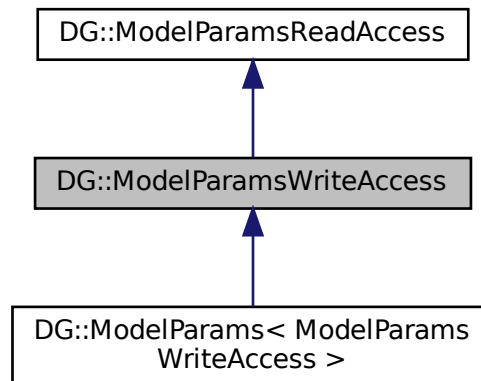 DG::ModelParamsReadAccess
DG::ModelParamsWriteAccess
DG::ModelParams< ModelParams
WriteAccess >